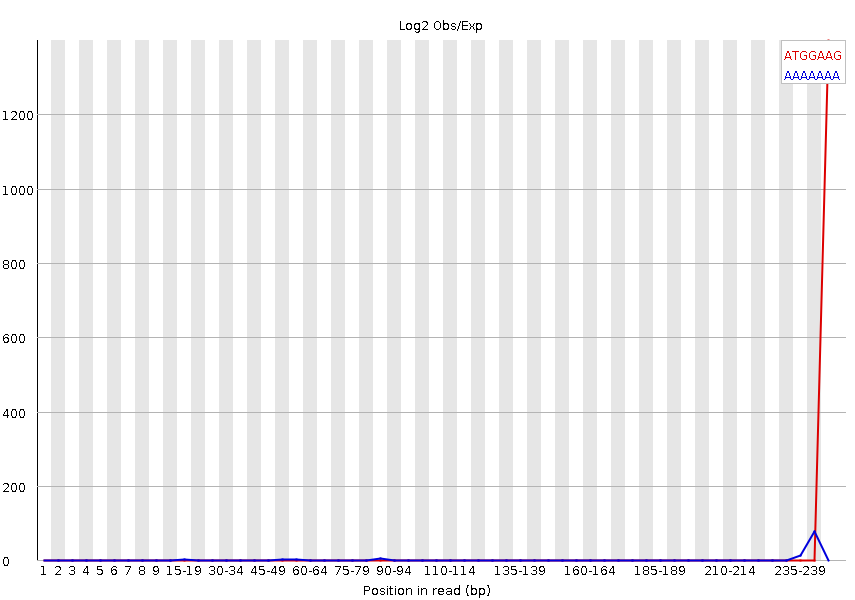 Log2 Obs/Exp
ATGGAAG
AAAAAAA
1200
1000
800
600
400
200
0
1 2 3 4 5 6 7 8 9 15-19 30-34 45-49 60-64 75-79 90-94 110-114 135-139 160-164 185-189 210-214 235-239
Position in read (bp)